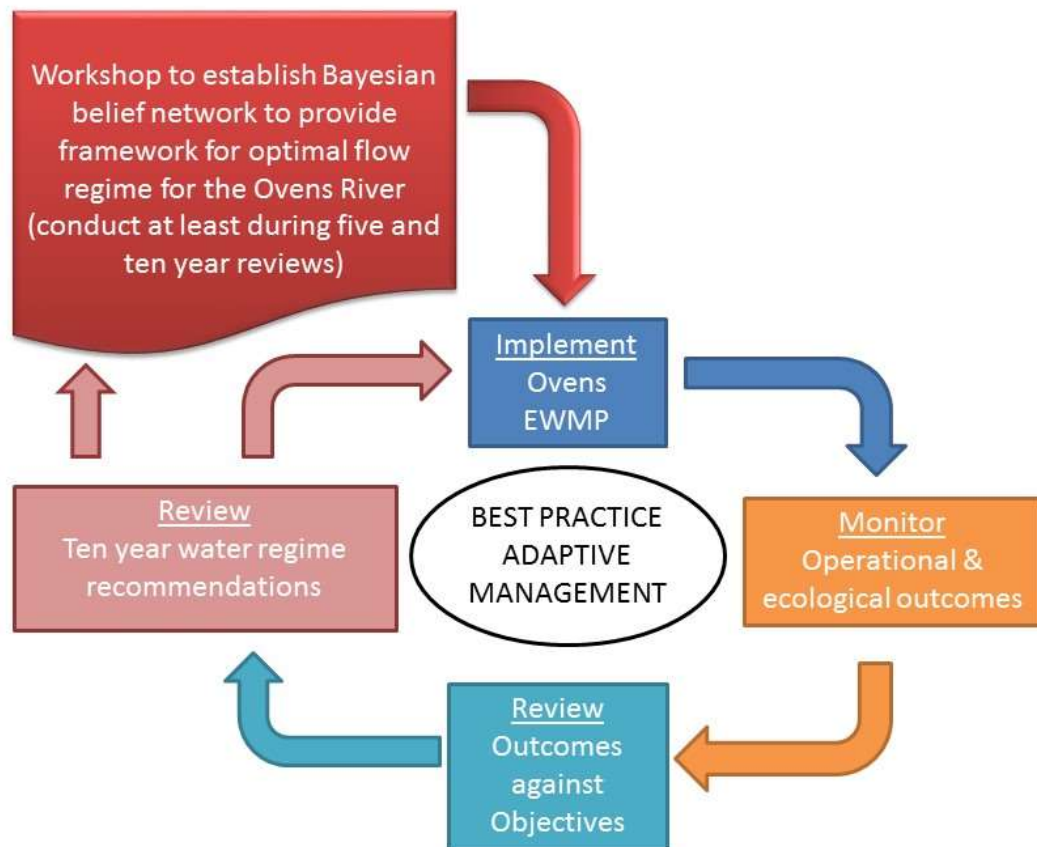 Workshop to establish Bayesian
belief network to provide
framework for optimal flow
regime for the Ovens River
(conduct at least during five and
ten year reviews)
Implement
Ovens
EWMP
Review
Ten year water regime
recommendations
BEST PRACTICE
ADAPTIVE
MANAGEMENT
Monitor
Operational &
ecological outcomes
Review
Outcomes
against
Objectives